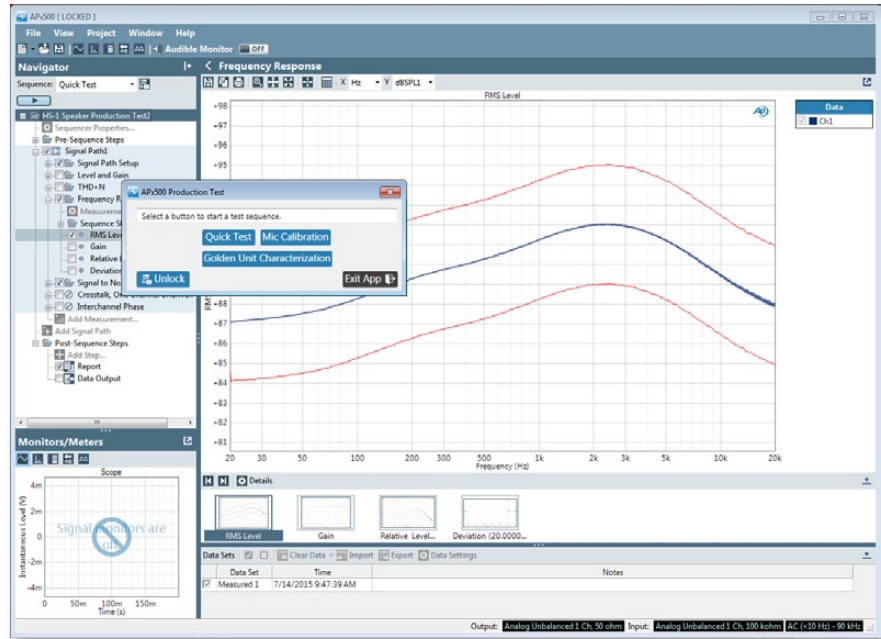 APx500 [ LOCKED ]
File View Project Window Help
Audible Monitor OFF
Navigator
Sequence: Quick Test
HS-1 Speaker Production Test2
Sequencer Properties...
Pre-Sequence Steps
Signal Path1
Signal Path Setup
Level and Gain
THD+N
Frequency R
Measureme
Sequence St
RMS Leve
Gain
Relative
Deviation
Signal to No
Crosstalk, One
Interchannel Phase
Add Measurement...
Add Signal Path
Post-Sequence Steps
Add Step...
Report
Data Output
Frequency Response
X Hz Y dBSPL1
RMS Level
+98
+97
+96
+95
+88
+87
+86
+85
+84
+83
+82
+81
20 30 50 100 200 300 500 1k 2k 3k 5k 10k 20k
Frequency (Hz)
AP
Data
Ch1
APx500 Production Test
Select a button to start a test sequence.
Quick Test Mic Calibration
Golden Unit Characterization
Unlock Exit App
Details
RMS Level Gain Relative Level... Deviation (20.0000...
Data Sets Clear Data Import Export Data Settings
Data Set Time Notes
Measured 1 7/14/2015 9:47:39 AM
Monitors/Meters
Scope
Instantaneous Level (V)
4m
2m
0
-2m
-4m
Signal monitors are
off
0 50m 100m 150m
Time (s)
Output: Analog Unbalanced 1 Ch, 50 ohm Input: Analog Unbalanced 1 Ch, 100 kohm AC (<10 Hz) - 90 kHz